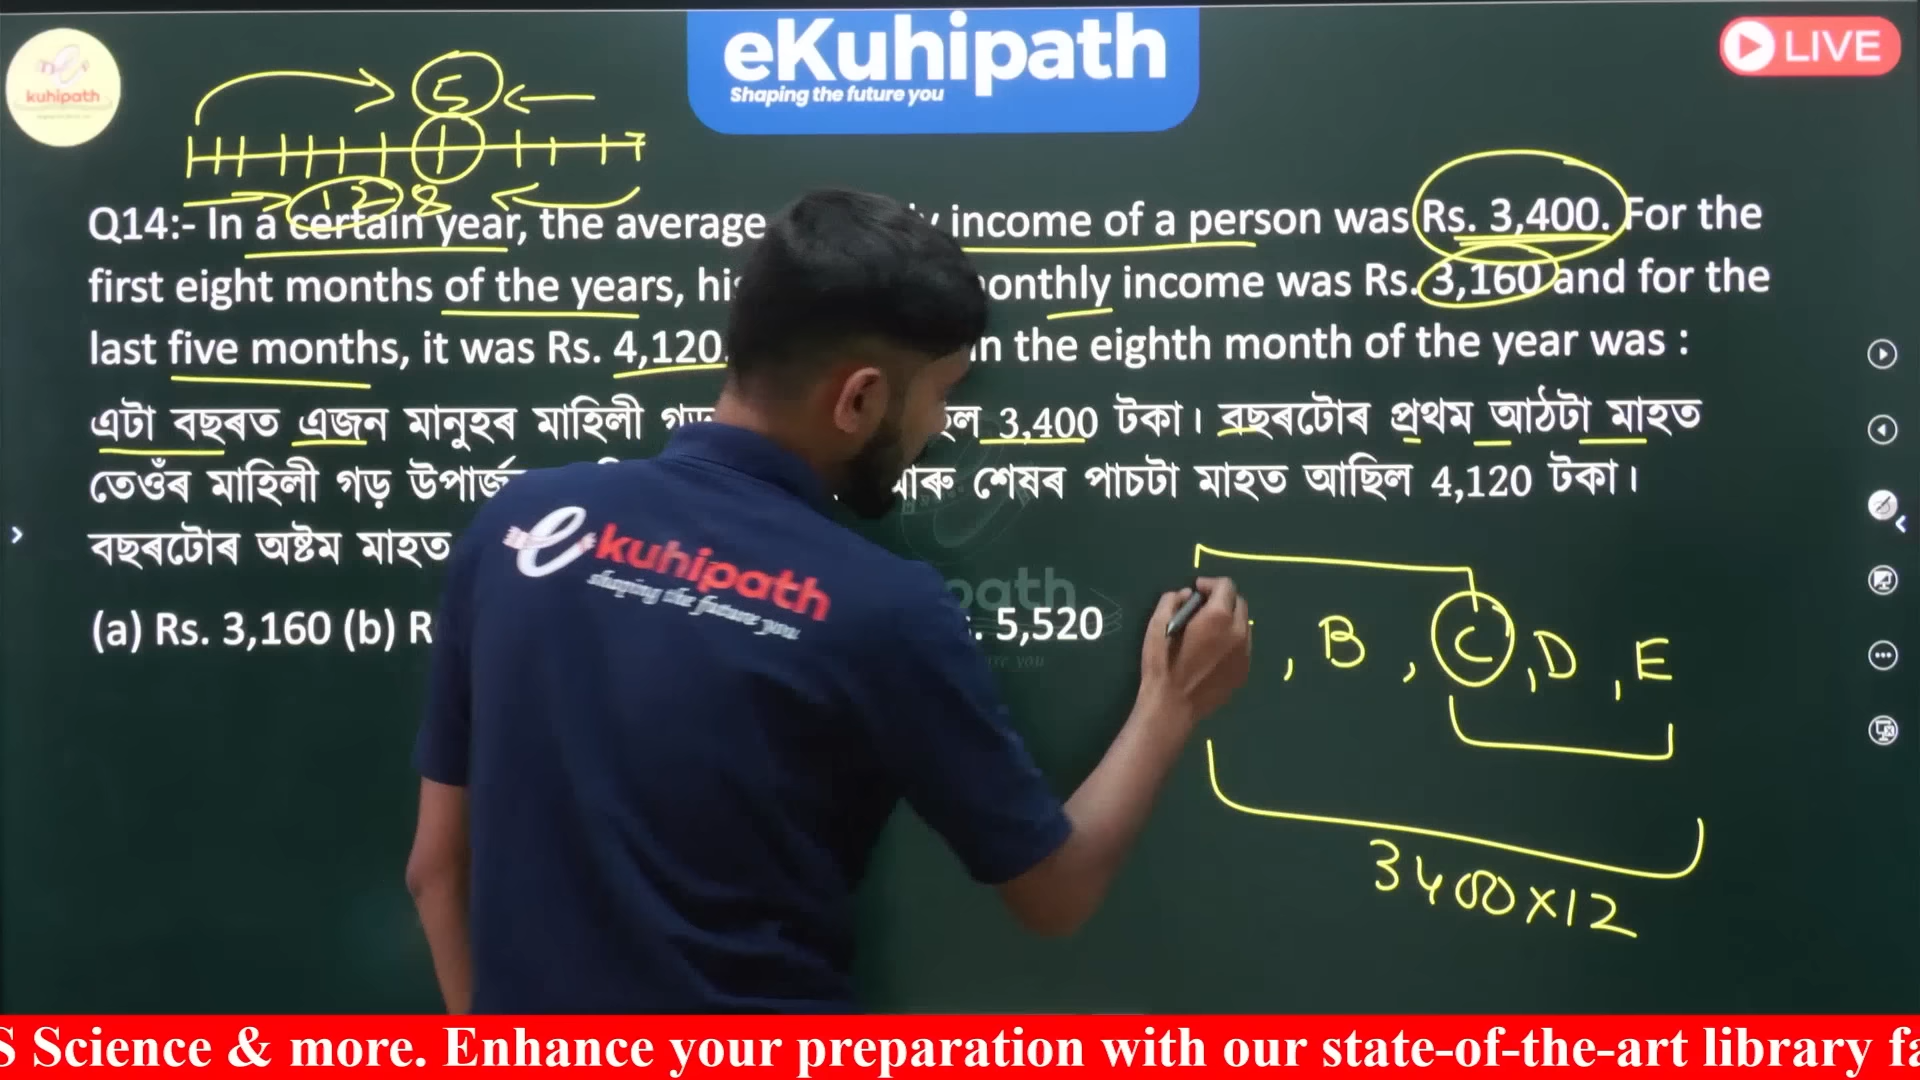 eKuhipath
Shaping the future you
LIVE
kuhipath
5
12 8
Q14:- In a certain year, the average income of a person was Rs. 3,400. For the
first eight months of the years, income was Rs. 3,160 and for the
last five months, it was Rs. 4,120. in the eighth month of the year was :
এটা বছৰত এজন মানুহৰ মাহিলী 3,400 টকা। বছৰটোৰ প্ৰথম আঠটা মাহত
তেওঁৰ মাহিলী গড় আৰু শেষৰ পাচটা মাহত আছিল 4,120 টকা।
বছৰটোৰ অষ্টম মাহত
(a) Rs. 3,160 (b) 5,520
, B , C , D , E
3400x12
ekuhipath
shaping the future you
S Science & more. Enhance your preparation with our state-of-the-art library